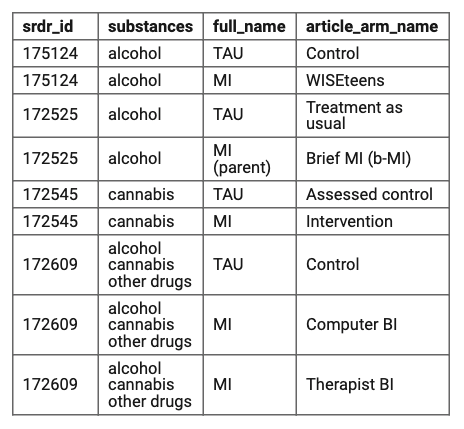 srdr_id substances full_name article_arm_name
175124 alcohol TAU Control
175124 alcohol MI WISEteens
172525 alcohol TAU Treatment as
usual
172525 alcohol MI
(parent) Brief MI (b-MI)
172545 cannabis TAU Assessed control
172545 cannabis MI Intervention
172609 alcohol
cannabis
other drugs TAU Control
172609 alcohol
cannabis
other drugs MI Computer BI
172609 alcohol
cannabis
other drugs MI Therapist BI